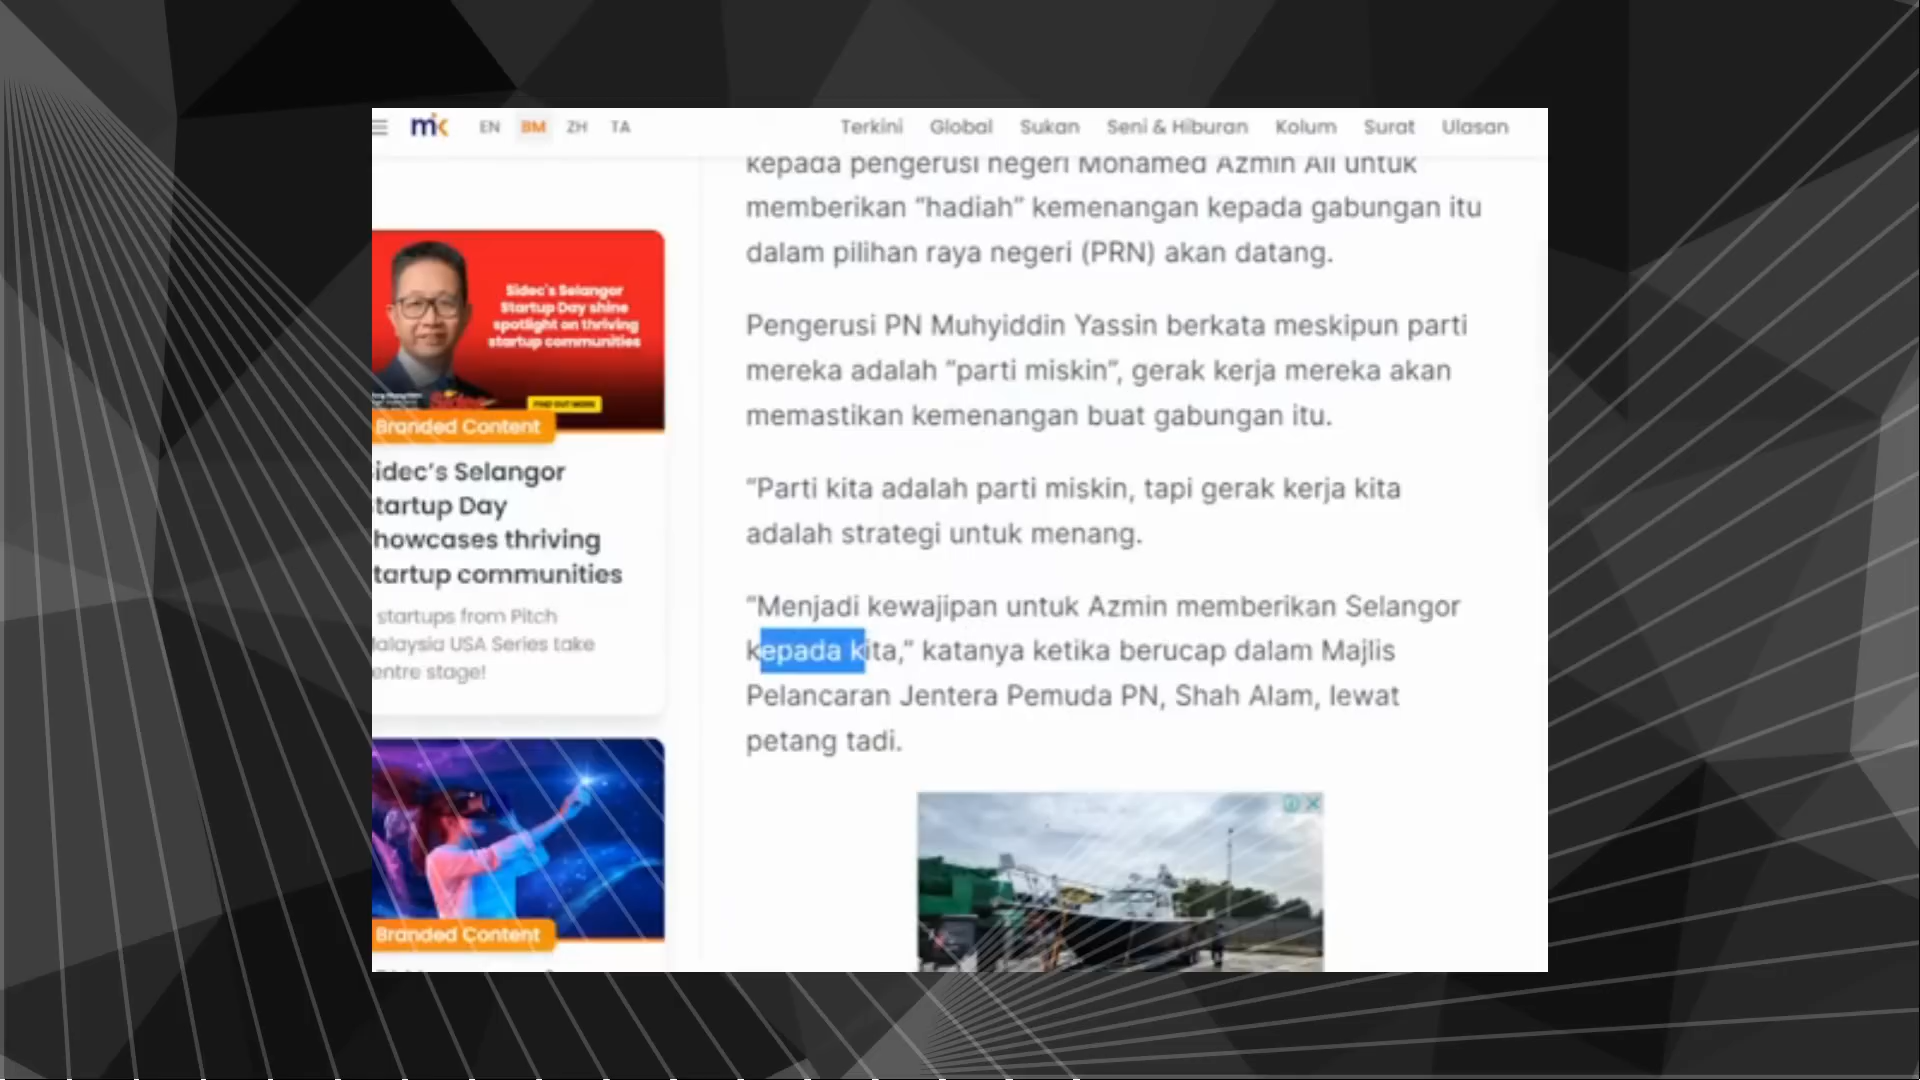 mk EN BM ZH TA Terkini Global Sukan Seni & Hiburan Kolum Surat Ulasan
Sidec's Selangor
Startup Day shine
spotlight on thriving
startup communities
FIND OUT MORE
Branded Content
idec's Selangor
tartup Day
howcases thriving
tartup communities
startups from Pitch
alaysia USA Series take
entre stage!
Branded Content
kepada pengerusi negeri Mohamed Azmin Ali untuk
memberikan “hadiah” kemenangan kepada gabungan itu
dalam pilihan raya negeri (PRN) akan datang.
Pengerusi PN Muhyiddin Yassin berkata meskipun parti
mereka adalah “parti miskin”, gerak kerja mereka akan
memastikan kemenangan buat gabungan itu.
“Parti kita adalah parti miskin, tapi gerak kerja kita
adalah strategi untuk menang.
“Menjadi kewajipan untuk Azmin memberikan Selangor
kepada kita,” katanya ketika berucap dalam Majlis
Pelancaran Jentera Pemuda PN, Shah Alam, lewat
petang tadi.